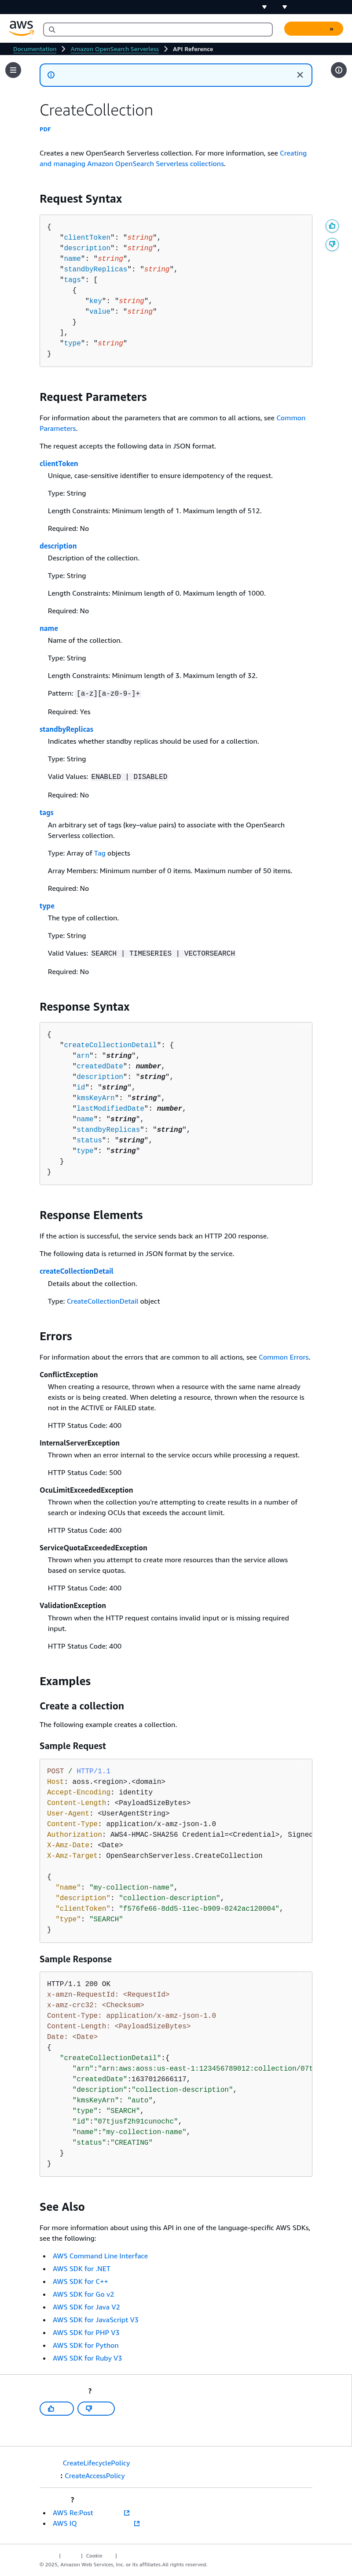 aws
»
Documentation
Amazon OpenSearch Serverless
API Reference
CreateCollection
PDF
Creates a new OpenSearch Serverless collection. For more information, see Creating
and managing Amazon OpenSearch Serverless collections.
Request Syntax
{
"clientToken": "string",
"description": "string",
"name": "string",
"standbyReplicas": "string",
"tags": [
{
"key": "string",
"value": "string"
}
],
"type": "string"
}
Request Parameters
For information about the parameters that are common to all actions, see Common
Parameters.
The request accepts the following data in JSON format.
clientToken
Unique, case-sensitive identifier to ensure idempotency of the request.
Type: String
Length Constraints: Minimum length of 1. Maximum length of 512.
Required: No
description
Description of the collection.
Type: String
Length Constraints: Minimum length of 0. Maximum length of 1000.
Required: No
name
Name of the collection.
Type: String
Length Constraints: Minimum length of 3. Maximum length of 32.
Pattern: [a-z][a-z0-9-]+
Required: Yes
standbyReplicas
Indicates whether standby replicas should be used for a collection.
Type: String
Valid Values: ENABLED | DISABLED
Required: No
tags
An arbitrary set of tags (key–value pairs) to associate with the OpenSearch
Serverless collection.
Type: Array of Tag objects
Array Members: Minimum number of 0 items. Maximum number of 50 items.
Required: No
type
The type of collection.
Type: String
Valid Values: SEARCH | TIMESERIES | VECTORSEARCH
Required: No
Response Syntax
{
"createCollectionDetail": {
"arn": "string",
"createdDate": number,
"description": "string",
"id": "string",
"kmsKeyArn": "string",
"lastModifiedDate": number,
"name": "string",
"standbyReplicas": "string",
"status": "string",
"type": "string"
}
}
Response Elements
If the action is successful, the service sends back an HTTP 200 response.
The following data is returned in JSON format by the service.
createCollectionDetail
Details about the collection.
Type: CreateCollectionDetail object
Errors
For information about the errors that are common to all actions, see Common Errors.
ConflictException
When creating a resource, thrown when a resource with the same name already
exists or is being created. When deleting a resource, thrown when the resource is
not in the ACTIVE or FAILED state.
HTTP Status Code: 400
InternalServerException
Thrown when an error internal to the service occurs while processing a request.
HTTP Status Code: 500
OcuLimitExceededException
Thrown when the collection you're attempting to create results in a number of
search or indexing OCUs that exceeds the account limit.
HTTP Status Code: 400
ServiceQuotaExceededException
Thrown when you attempt to create more resources than the service allows
based on service quotas.
HTTP Status Code: 400
ValidationException
Thrown when the HTTP request contains invalid input or is missing required
input.
HTTP Status Code: 400
Examples
Create a collection
The following example creates a collection.
Sample Request
POST / HTTP/1.1
Host: aoss.<region>.<domain>
Accept-Encoding: identity
Content-Length: <PayloadSizeBytes>
User-Agent: <UserAgentString>
Content-Type: application/x-amz-json-1.0
Authorization: AWS4-HMAC-SHA256 Credential=<Credential>, Signed
X-Amz-Date: <Date>
X-Amz-Target: OpenSearchServerless.CreateCollection
{
"name": "my-collection-name",
"description": "collection-description",
"clientToken": "f576fe66-8dd5-11ec-b909-0242ac120004",
"type": "SEARCH"
}
Sample Response
HTTP/1.1 200 OK
x-amzn-RequestId: <RequestId>
x-amz-crc32: <Checksum>
Content-Type: application/x-amz-json-1.0
Content-Length: <PayloadSizeBytes>
Date: <Date>
{
"createCollectionDetail":{
"arn":"arn:aws:aoss:us-east-1:123456789012:collection/07t
"createdDate":1637012666117,
"description":"collection-description",
"kmsKeyArn": "auto",
"type": "SEARCH",
"id":"07tjusf2h91cunochc",
"name":"my-collection-name",
"status":"CREATING"
}
}
See Also
For more information about using this API in one of the language-specific AWS SDKs,
see the following:
• AWS Command Line Interface
• AWS SDK for .NET
• AWS SDK for C++
• AWS SDK for Go v2
• AWS SDK for Java V2
• AWS SDK for JavaScript V3
• AWS SDK for PHP V3
• AWS SDK for Python
• AWS SDK for Ruby V3
?
CreateLifecyclePolicy
: CreateAccessPolicy
?
• AWS Re:Post
• AWS IQ
| | Cookie |
© 2025, Amazon Web Services, Inc. or its affiliates.All rights reserved.